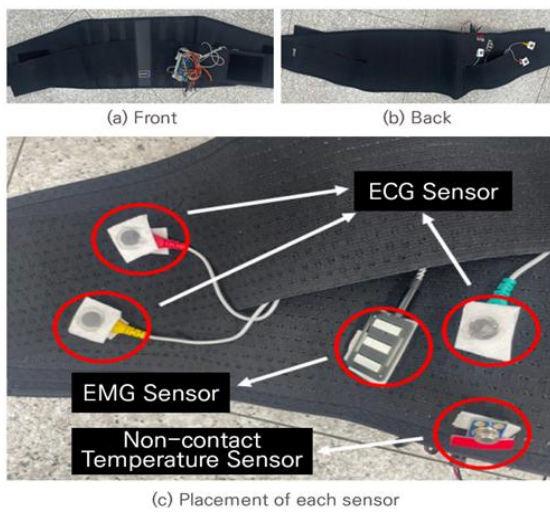 (a) Front
(b) Back
ECG Sensor
EMG Sensor
Non-contact
Temperature Sensor
(c) Placement of each sensor